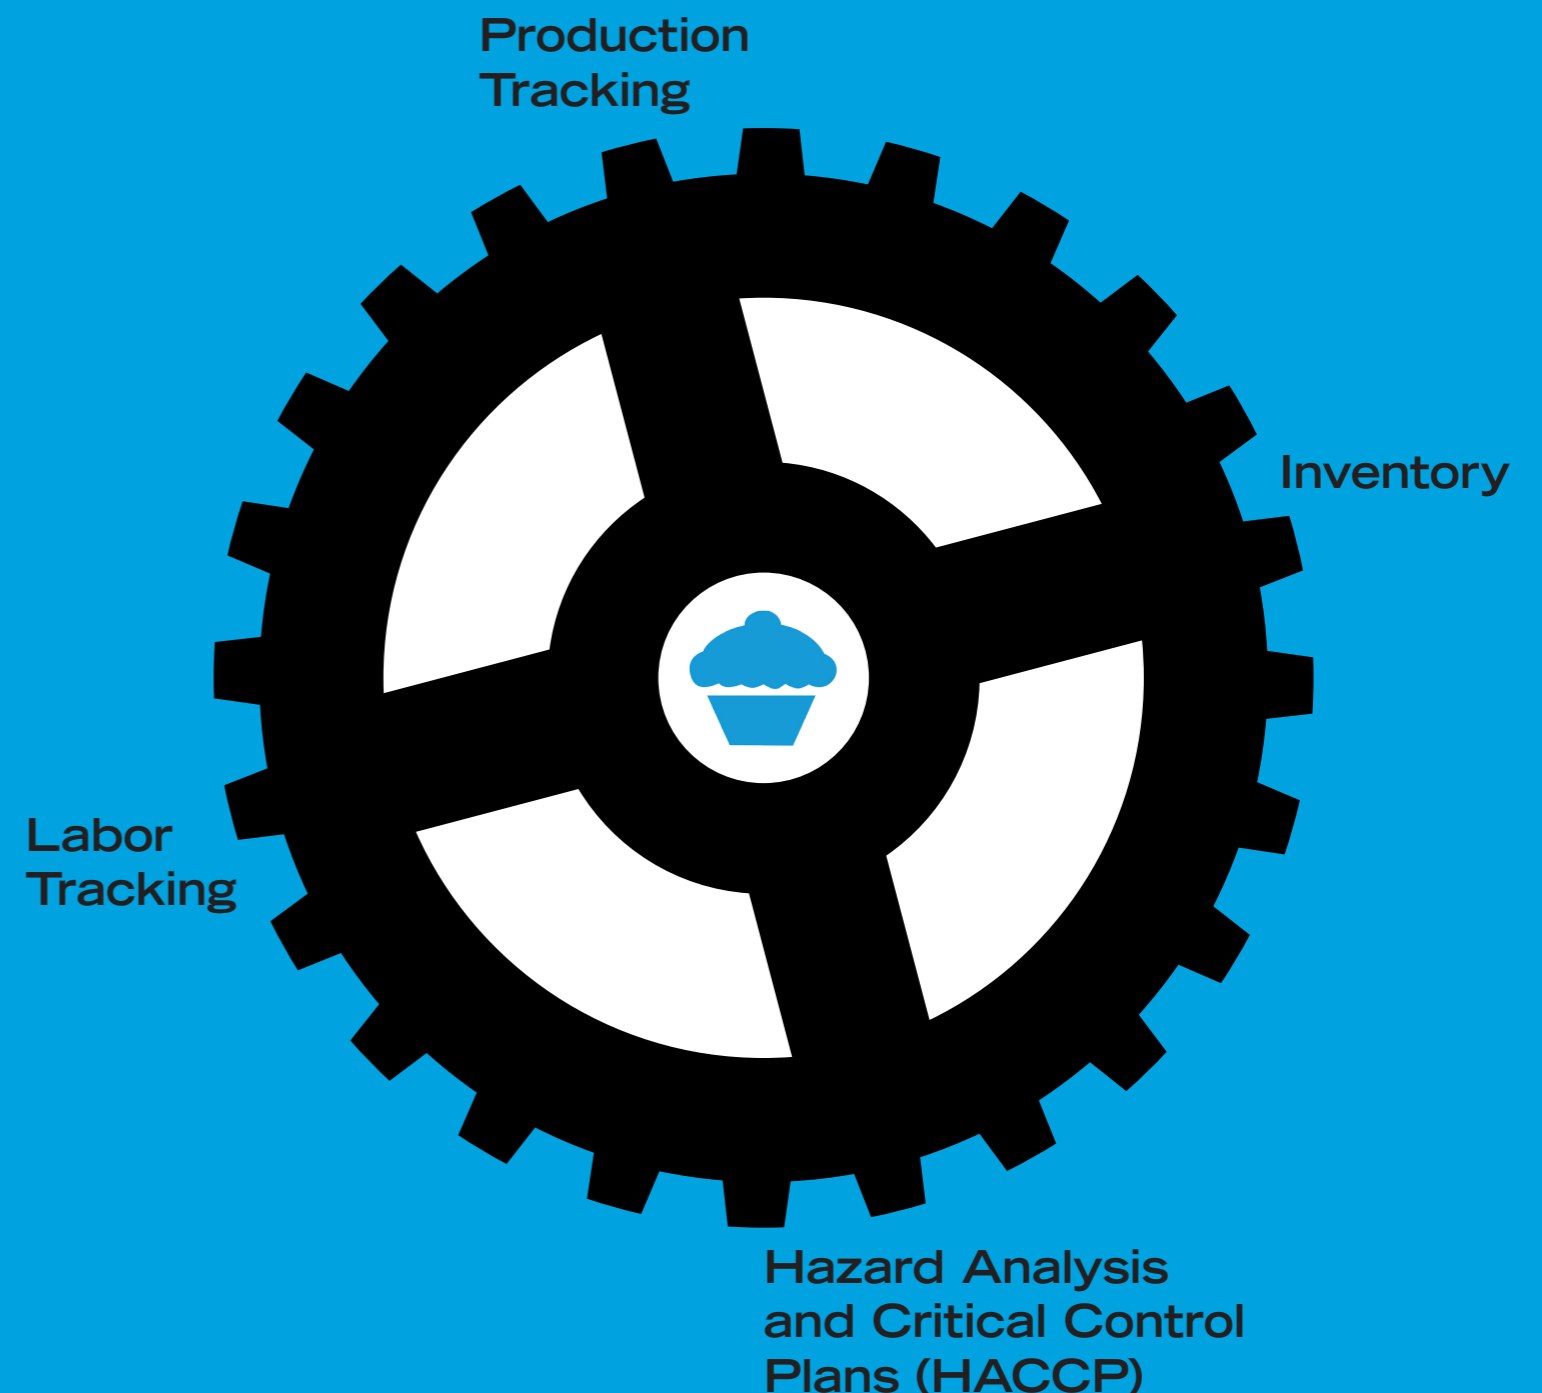 Production
Tracking
Inventory
Labor
Tracking
Hazard Analysis
and Critical Control
Plans (HACCP)